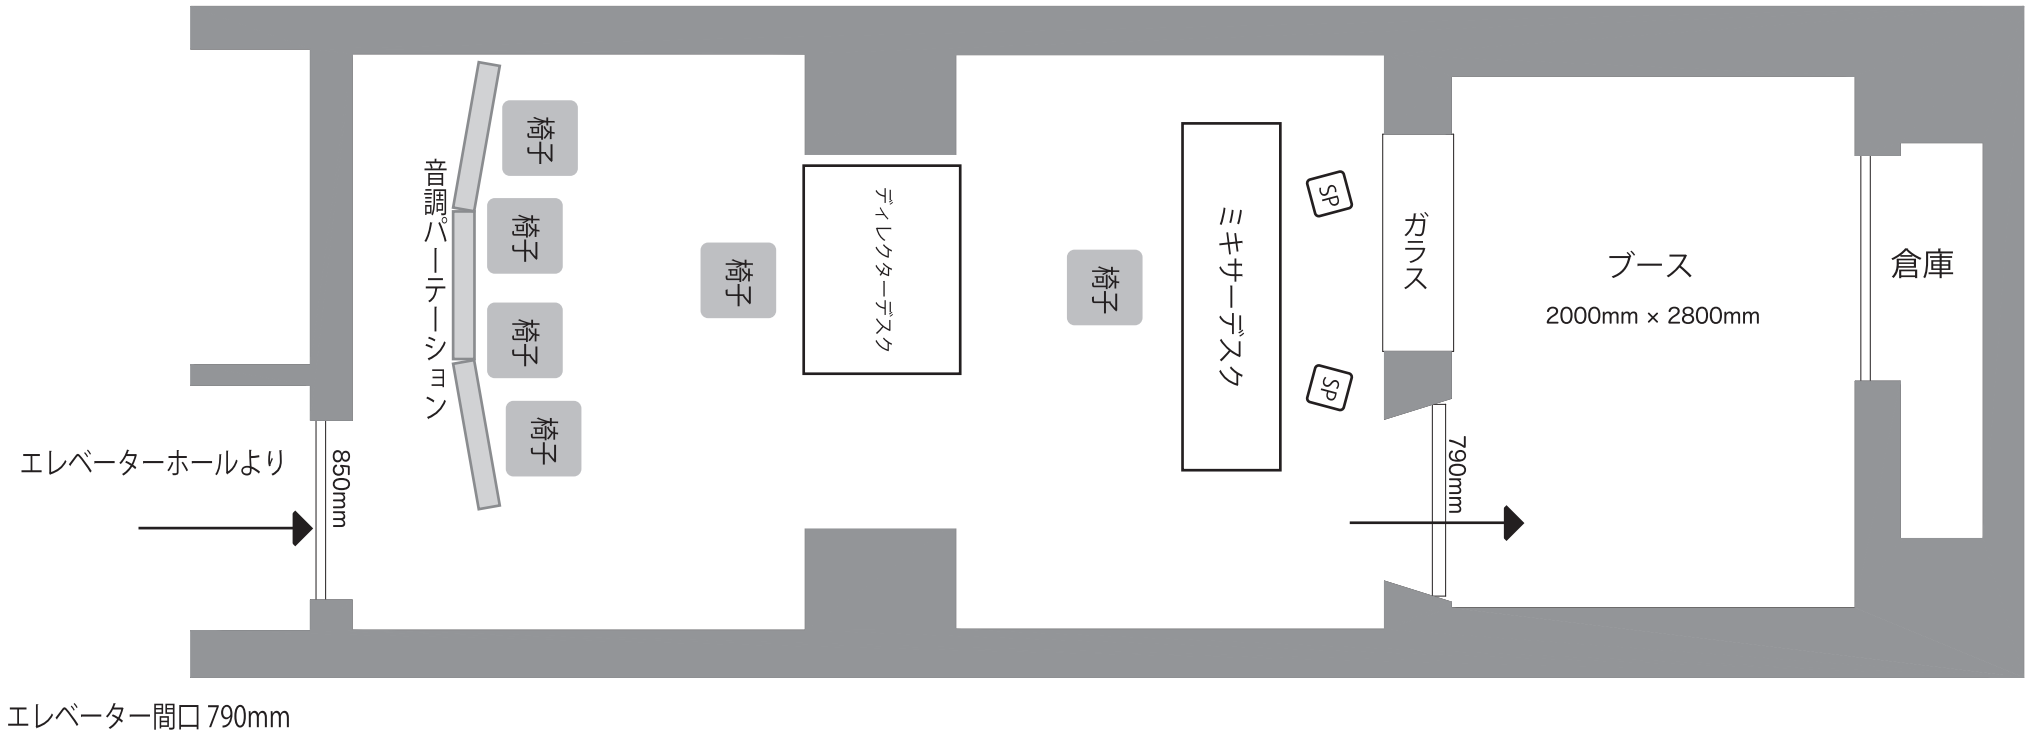 エレベーターホールより
850mm
音調パーテーション
椅子
椅子
椅子
椅子
椅子
ディレクターデスク
椅子
ミキサーデスク
SP
SP
ガラス
790mm
ブース
2000mm × 2800mm
倉庫
エレベーター間口 790mm